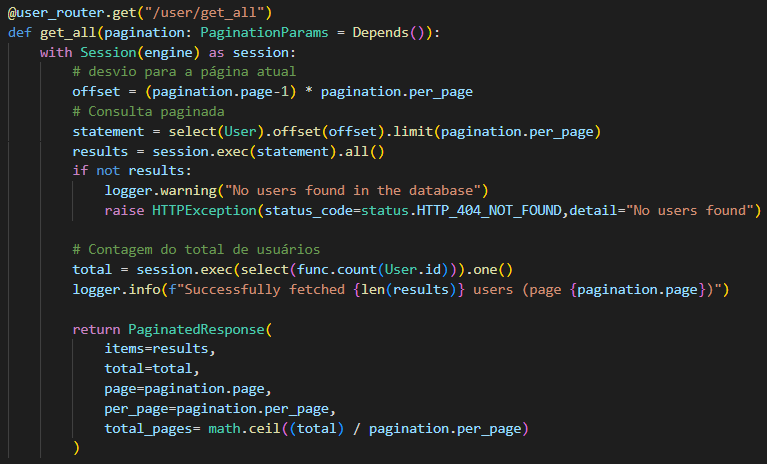 @user_router.get("/user/get_all")
def get_all(pagination: PaginationParams = Depends()):
    with Session(engine) as session:
        # desvio para a página atual
        offset = (pagination.page-1) * pagination.per_page
        # Consulta paginada
        statement = select(User).offset(offset).limit(pagination.per_page)
        results = session.exec(statement).all()
        if not results:
            logger.warning("No users found in the database")
            raise HTTPException(status_code=status.HTTP_404_NOT_FOUND,detail="No users found")

        # Contagem do total de usuários
        total = session.exec(select(func.count(User.id))).one()
        logger.info(f"Successfully fetched {len(results)} users (page {pagination.page})")

        return PaginatedResponse(
            items=results,
            total=total,
            page=pagination.page,
            per_page=pagination.per_page,
            total_pages= math.ceil((total) / pagination.per_page)
        )